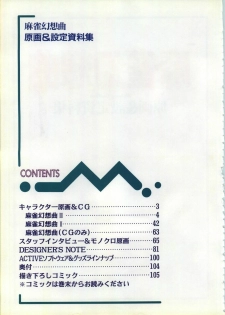 麻雀幻想曲
原画&設定資料集
CONTENTS
キャラクター原画&CG 3
麻雀幻想曲II 4
麻雀幻想曲I 42
麻雀幻想曲(CGのみ) 63
スタッフインタビュー&モノクロ原画 65
DESIGNER'S NOTE 81
ACTIVEソフトウェア&グッズラインナップ 100
奥付 104
描き下ろしコミック 105
※コミックは巻末からお読みください